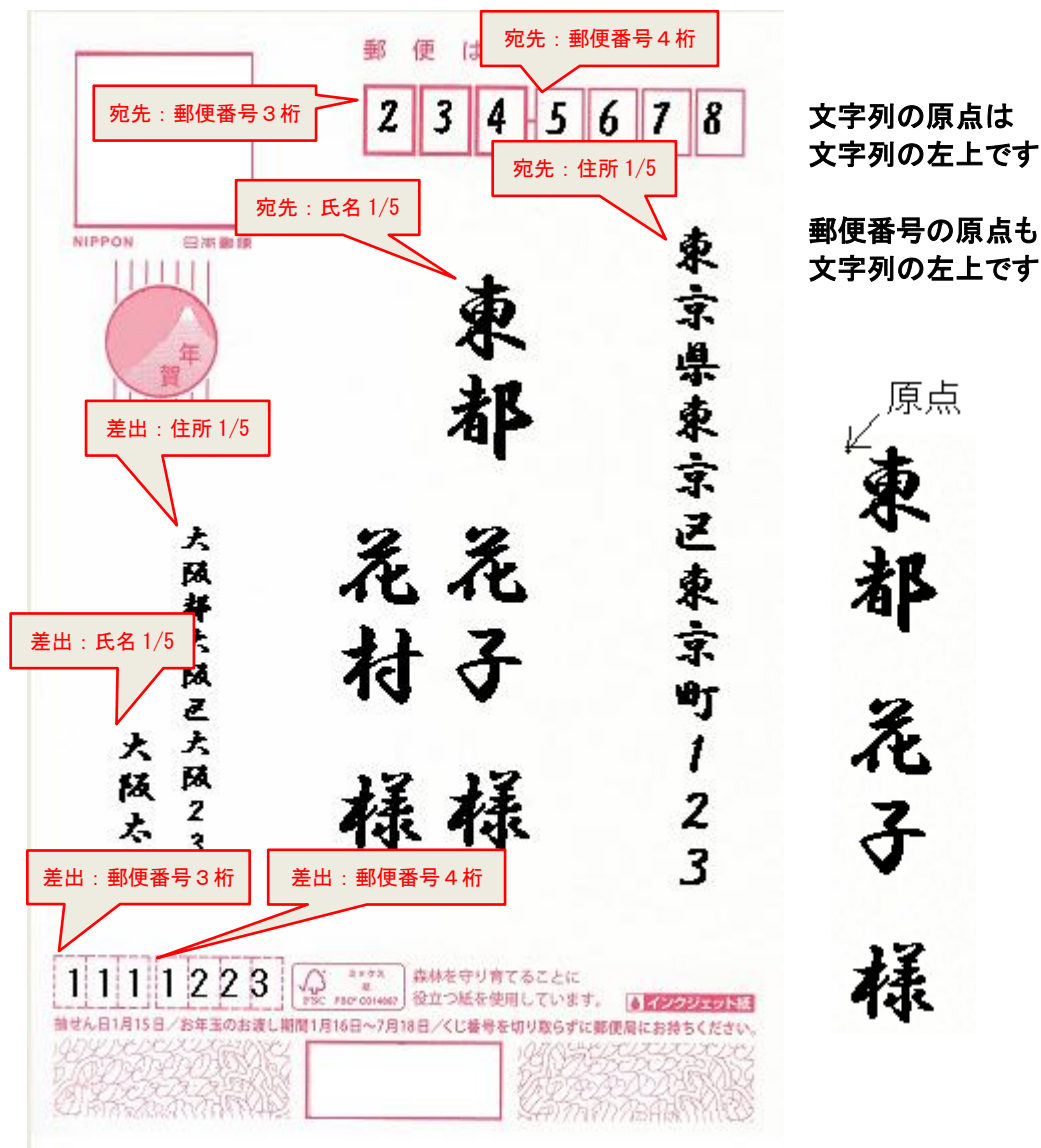 郵便は
宛先：郵便番号４桁
宛先：郵便番号３桁
2345678
宛先：住所1/5
宛先：氏名1/5
NIPPON 日本郵便
年賀
東京県東京区東京町123
東都 花子 様
花村 様
差出：住所1/5
大阪都大阪区大阪23
差出：氏名1/5
大阪太
差出：郵便番号３桁
差出：郵便番号４桁
1111223
ミックス
紙
FSC FSC® C014067
森林を守り育てることに
役立つ紙を使用しています。
インクジェット紙
抽せん日1月15日／お年玉のお渡し期間1月16日～7月18日／くじ番号を切り取らずに郵便局にお持ちください。
文字列の原点は
文字列の左上です
郵便番号の原点も
文字列の左上です
原点
東都 花子 様